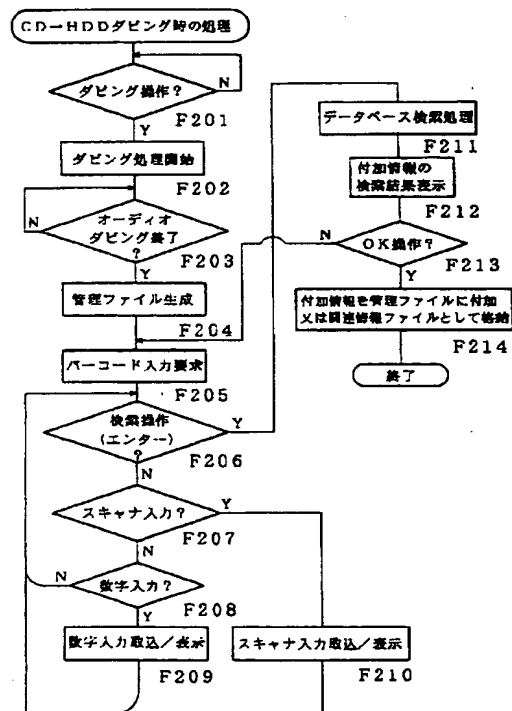 CD→HDDダビング時の処理
ダビング操作?
N
Y
F201
ダビング処理開始
F202
オーディオ
ダビング終了
?
N
Y
F203
管理ファイル生成
F204
バーコード入力要求
F205
検索操作
(エンター)
?
Y
N
F206
スキャナ入力?
Y
N
F207
数字入力?
N
Y
F208
数字入力取込/表示
F209
スキャナ入力取込/表示
F210
データベース検索処理
F211
付加情報の
検索結果表示
F212
OK操作?
N
Y
F213
付加情報を管理ファイルに付加
又は関連情報ファイルとして格納
F214
終了